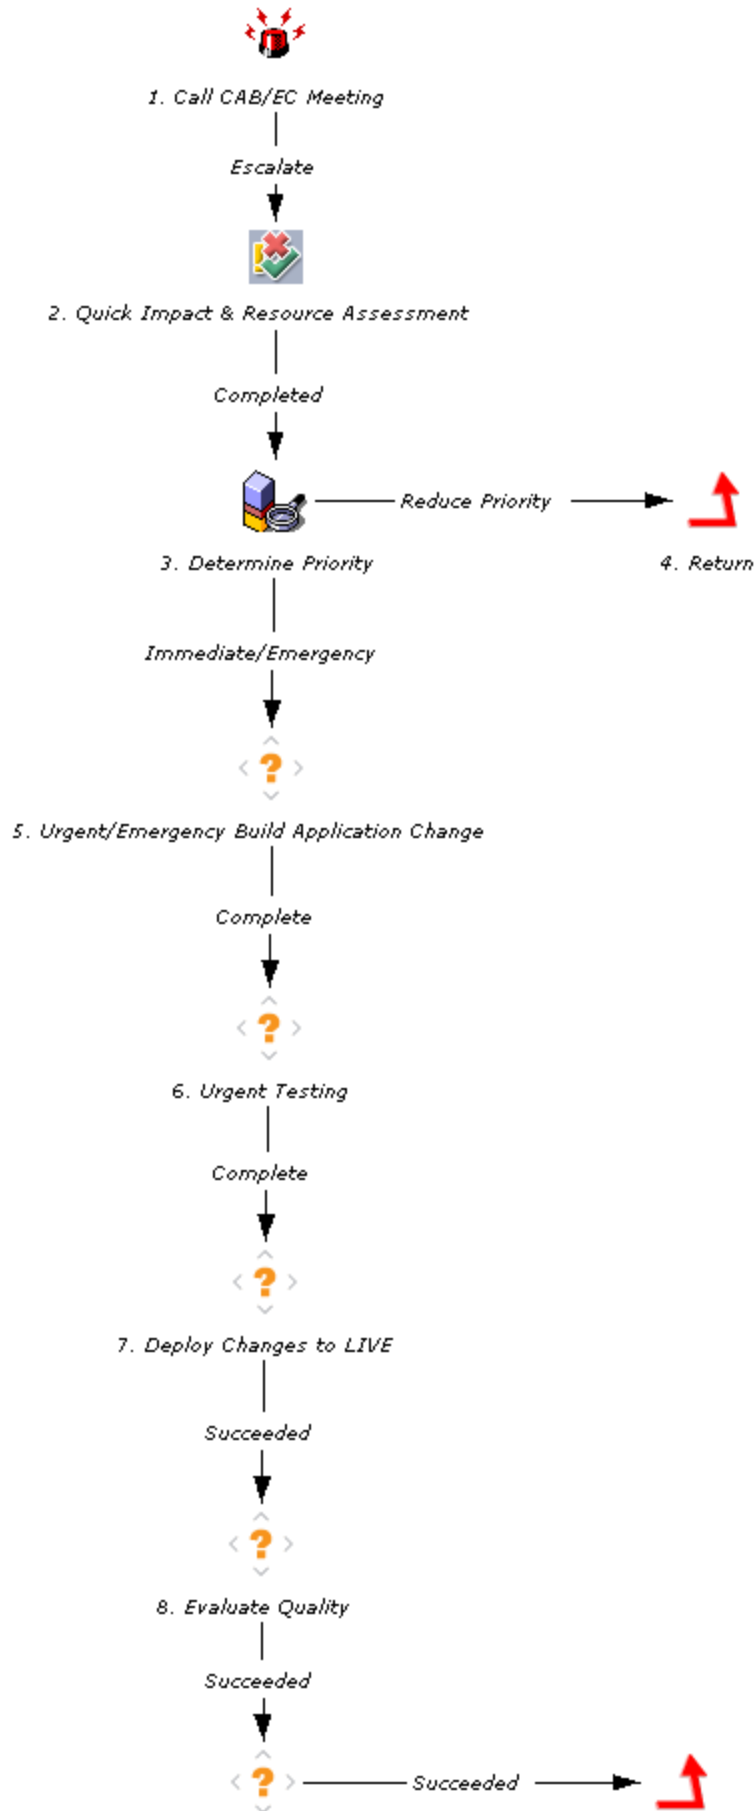 1. Call CAB/EC Meeting
Escalate
2. Quick Impact & Resource Assessment
Completed
Reduce Priority
3. Determine Priority
4. Return
Immediate/Emergency
?
5. Urgent/Emergency Build Application Change
Complete
?
6. Urgent Testing
Complete
?
7. Deploy Changes to LIVE
Succeeded
?
8. Evaluate Quality
Succeeded
?
Succeeded